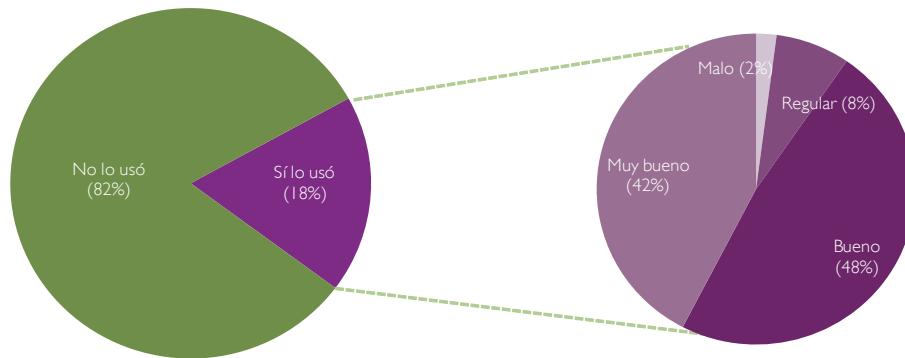 No lo usó
(82%)
Sí lo usó
(18%)
Malo (2%)
Regular (8%)
Muy bueno
(42%)
Bueno
(48%)